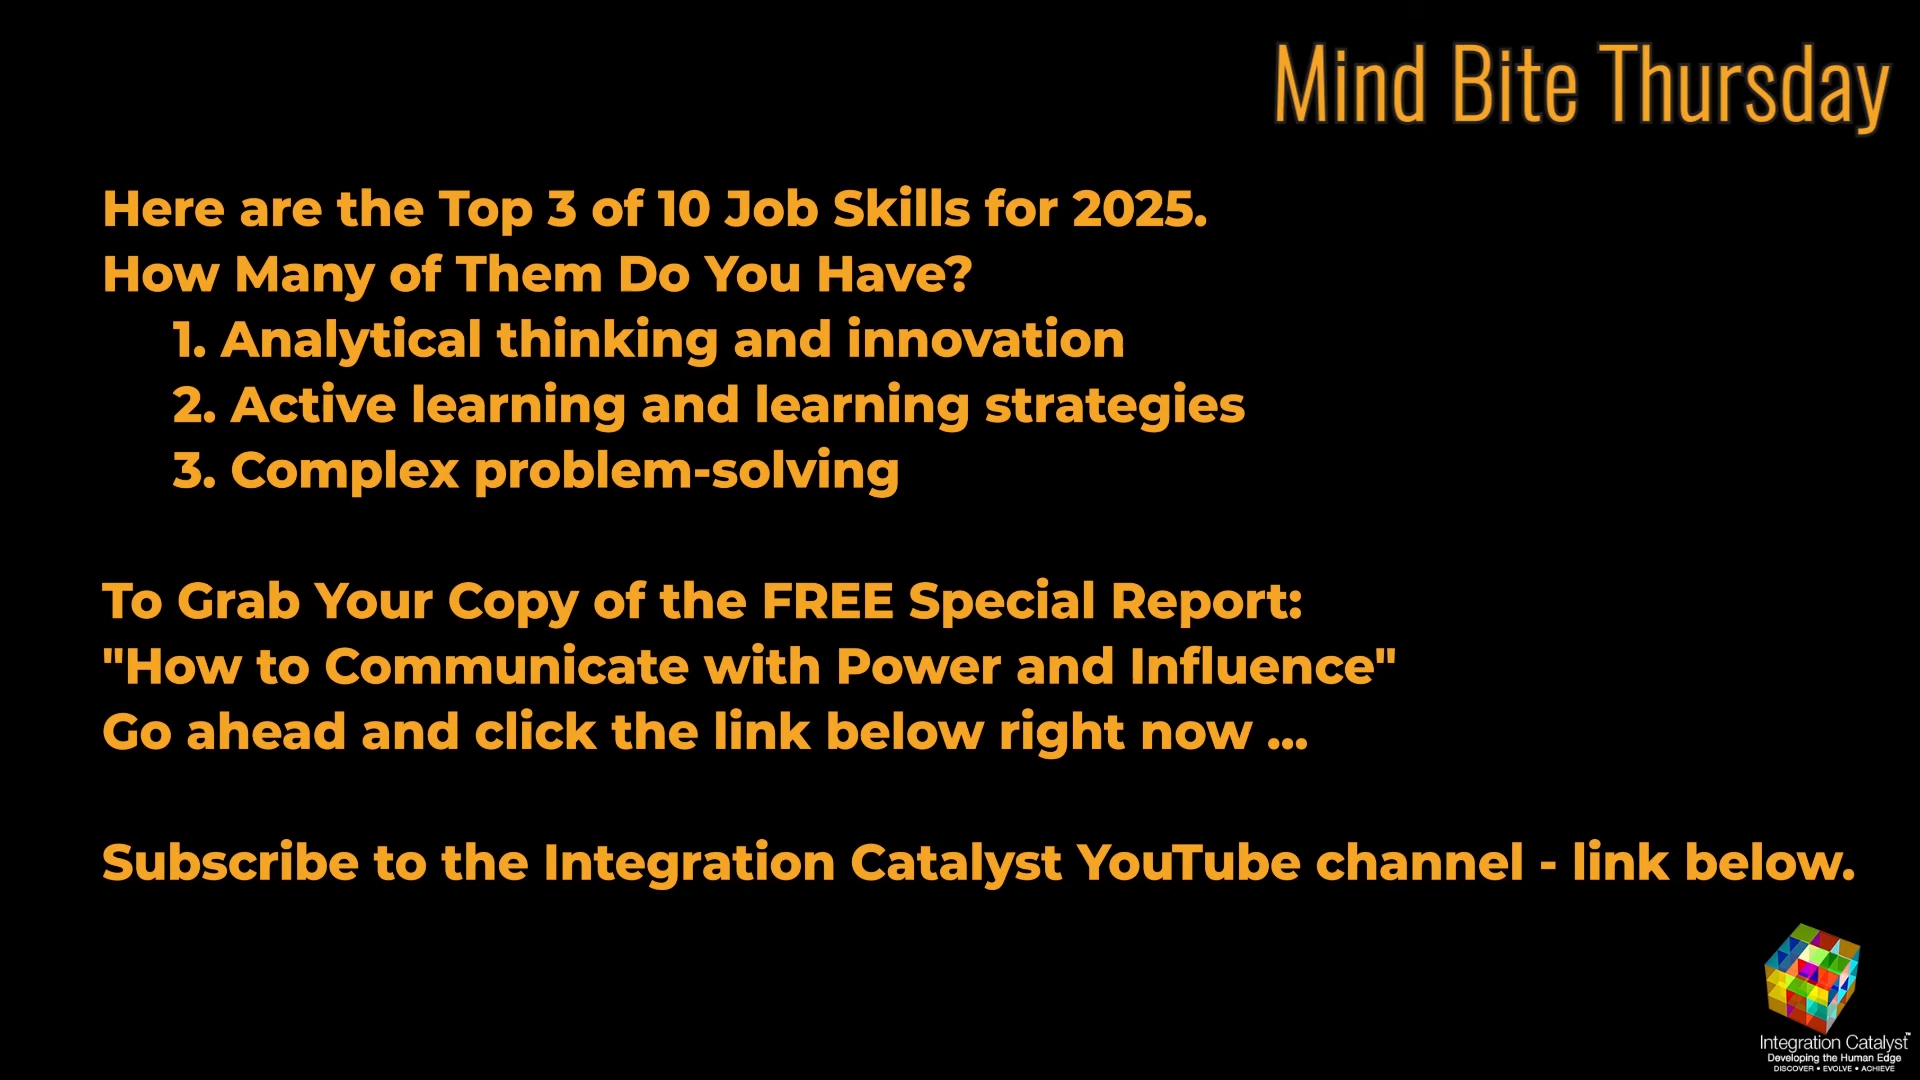 Mind Bite Thursday
Here are the Top 3 of 10 Job Skills for 2025.
How Many of Them Do You Have?
1. Analytical thinking and innovation
2. Active learning and learning strategies
3. Complex problem-solving
To Grab Your Copy of the FREE Special Report:
"How to Communicate with Power and Influence"
Go ahead and click the link below right now ...
Subscribe to the Integration Catalyst YouTube channel - link below.
Integration Catalyst™
Developing the Human Edge
DISCOVER • EVOLVE • ACHIEVE